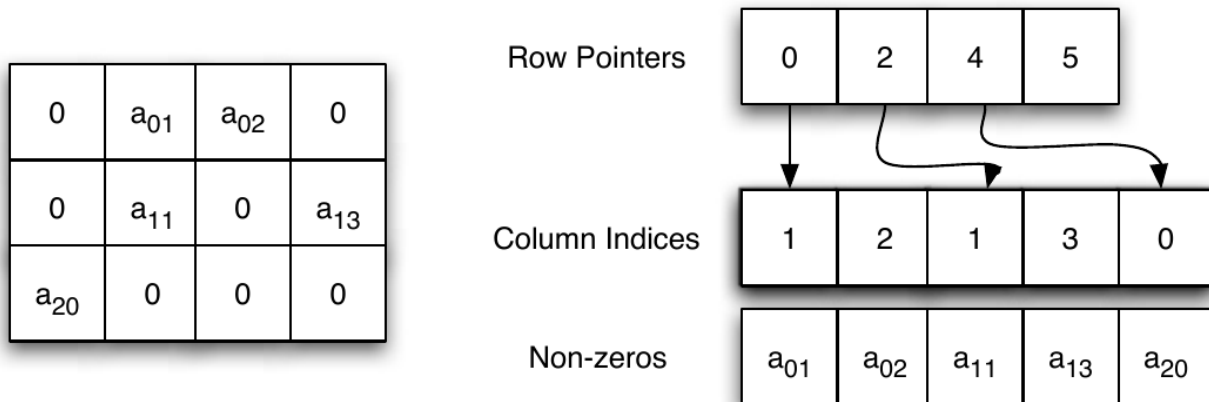 0 a01 a02 0
0 a11 0 a13
a20 0 0 0
Row Pointers 0 2 4 5
Column Indices 1 2 1 3 0
Non-zeros a01 a02 a11 a13 a20